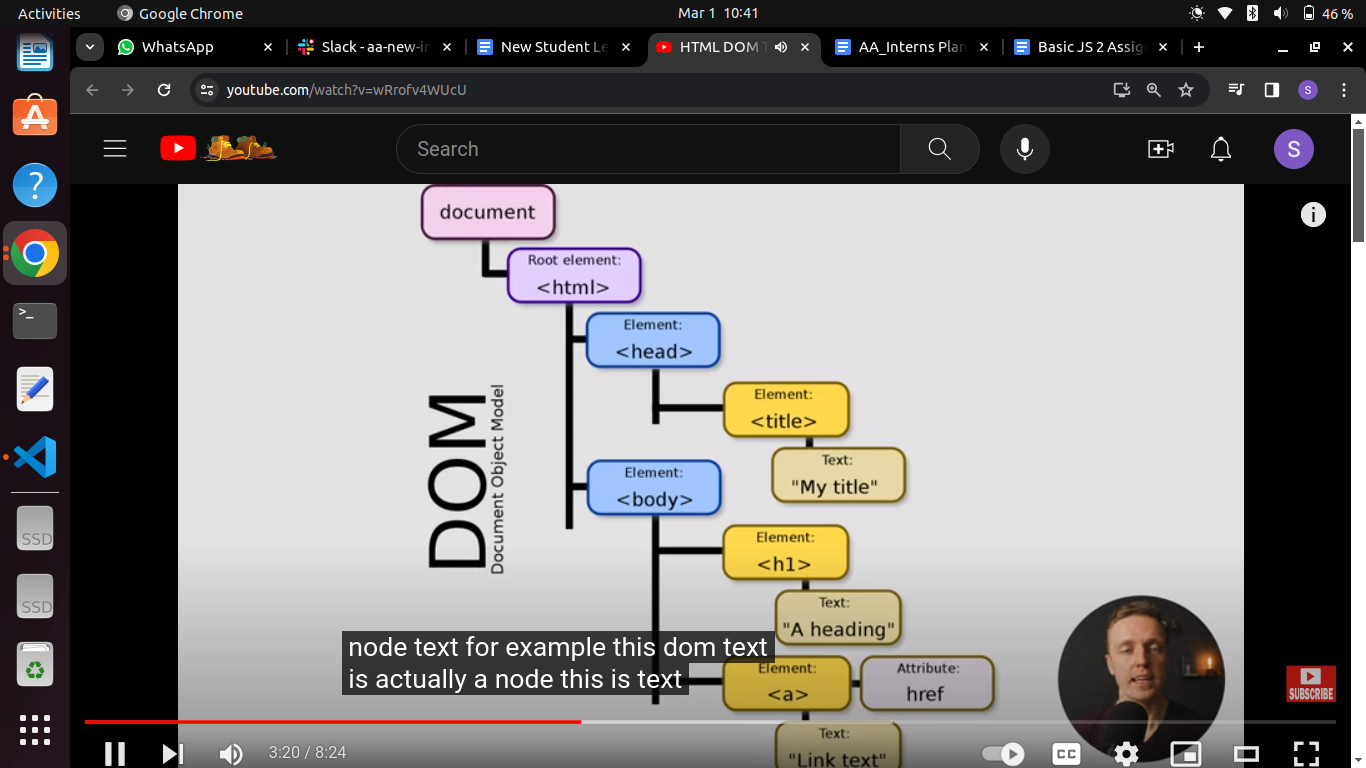 Activities
Google Chrome
Mar 1 10:41
46 %
WhatsApp
Slack - aa-new-in
New Student Le
HTML DOM T
AA_Interns Plan
Basic JS 2 Assig
youtube.com/watch?v=wRrofv4WUcU
S
Search
S
document
Root element:
<html>
Element:
<head>
Element:
<title>
Text:
"My title"
DOM
Document Object Model
Element:
<body>
Element:
<h1>
Text:
"A heading"
node text for example this dom text
is actually a node this is text
Element:
<a>
Attribute:
href
Text:
"Link text"
SUBSCRIBE
3:20 / 8:24
CC
SSD
SSD
>_